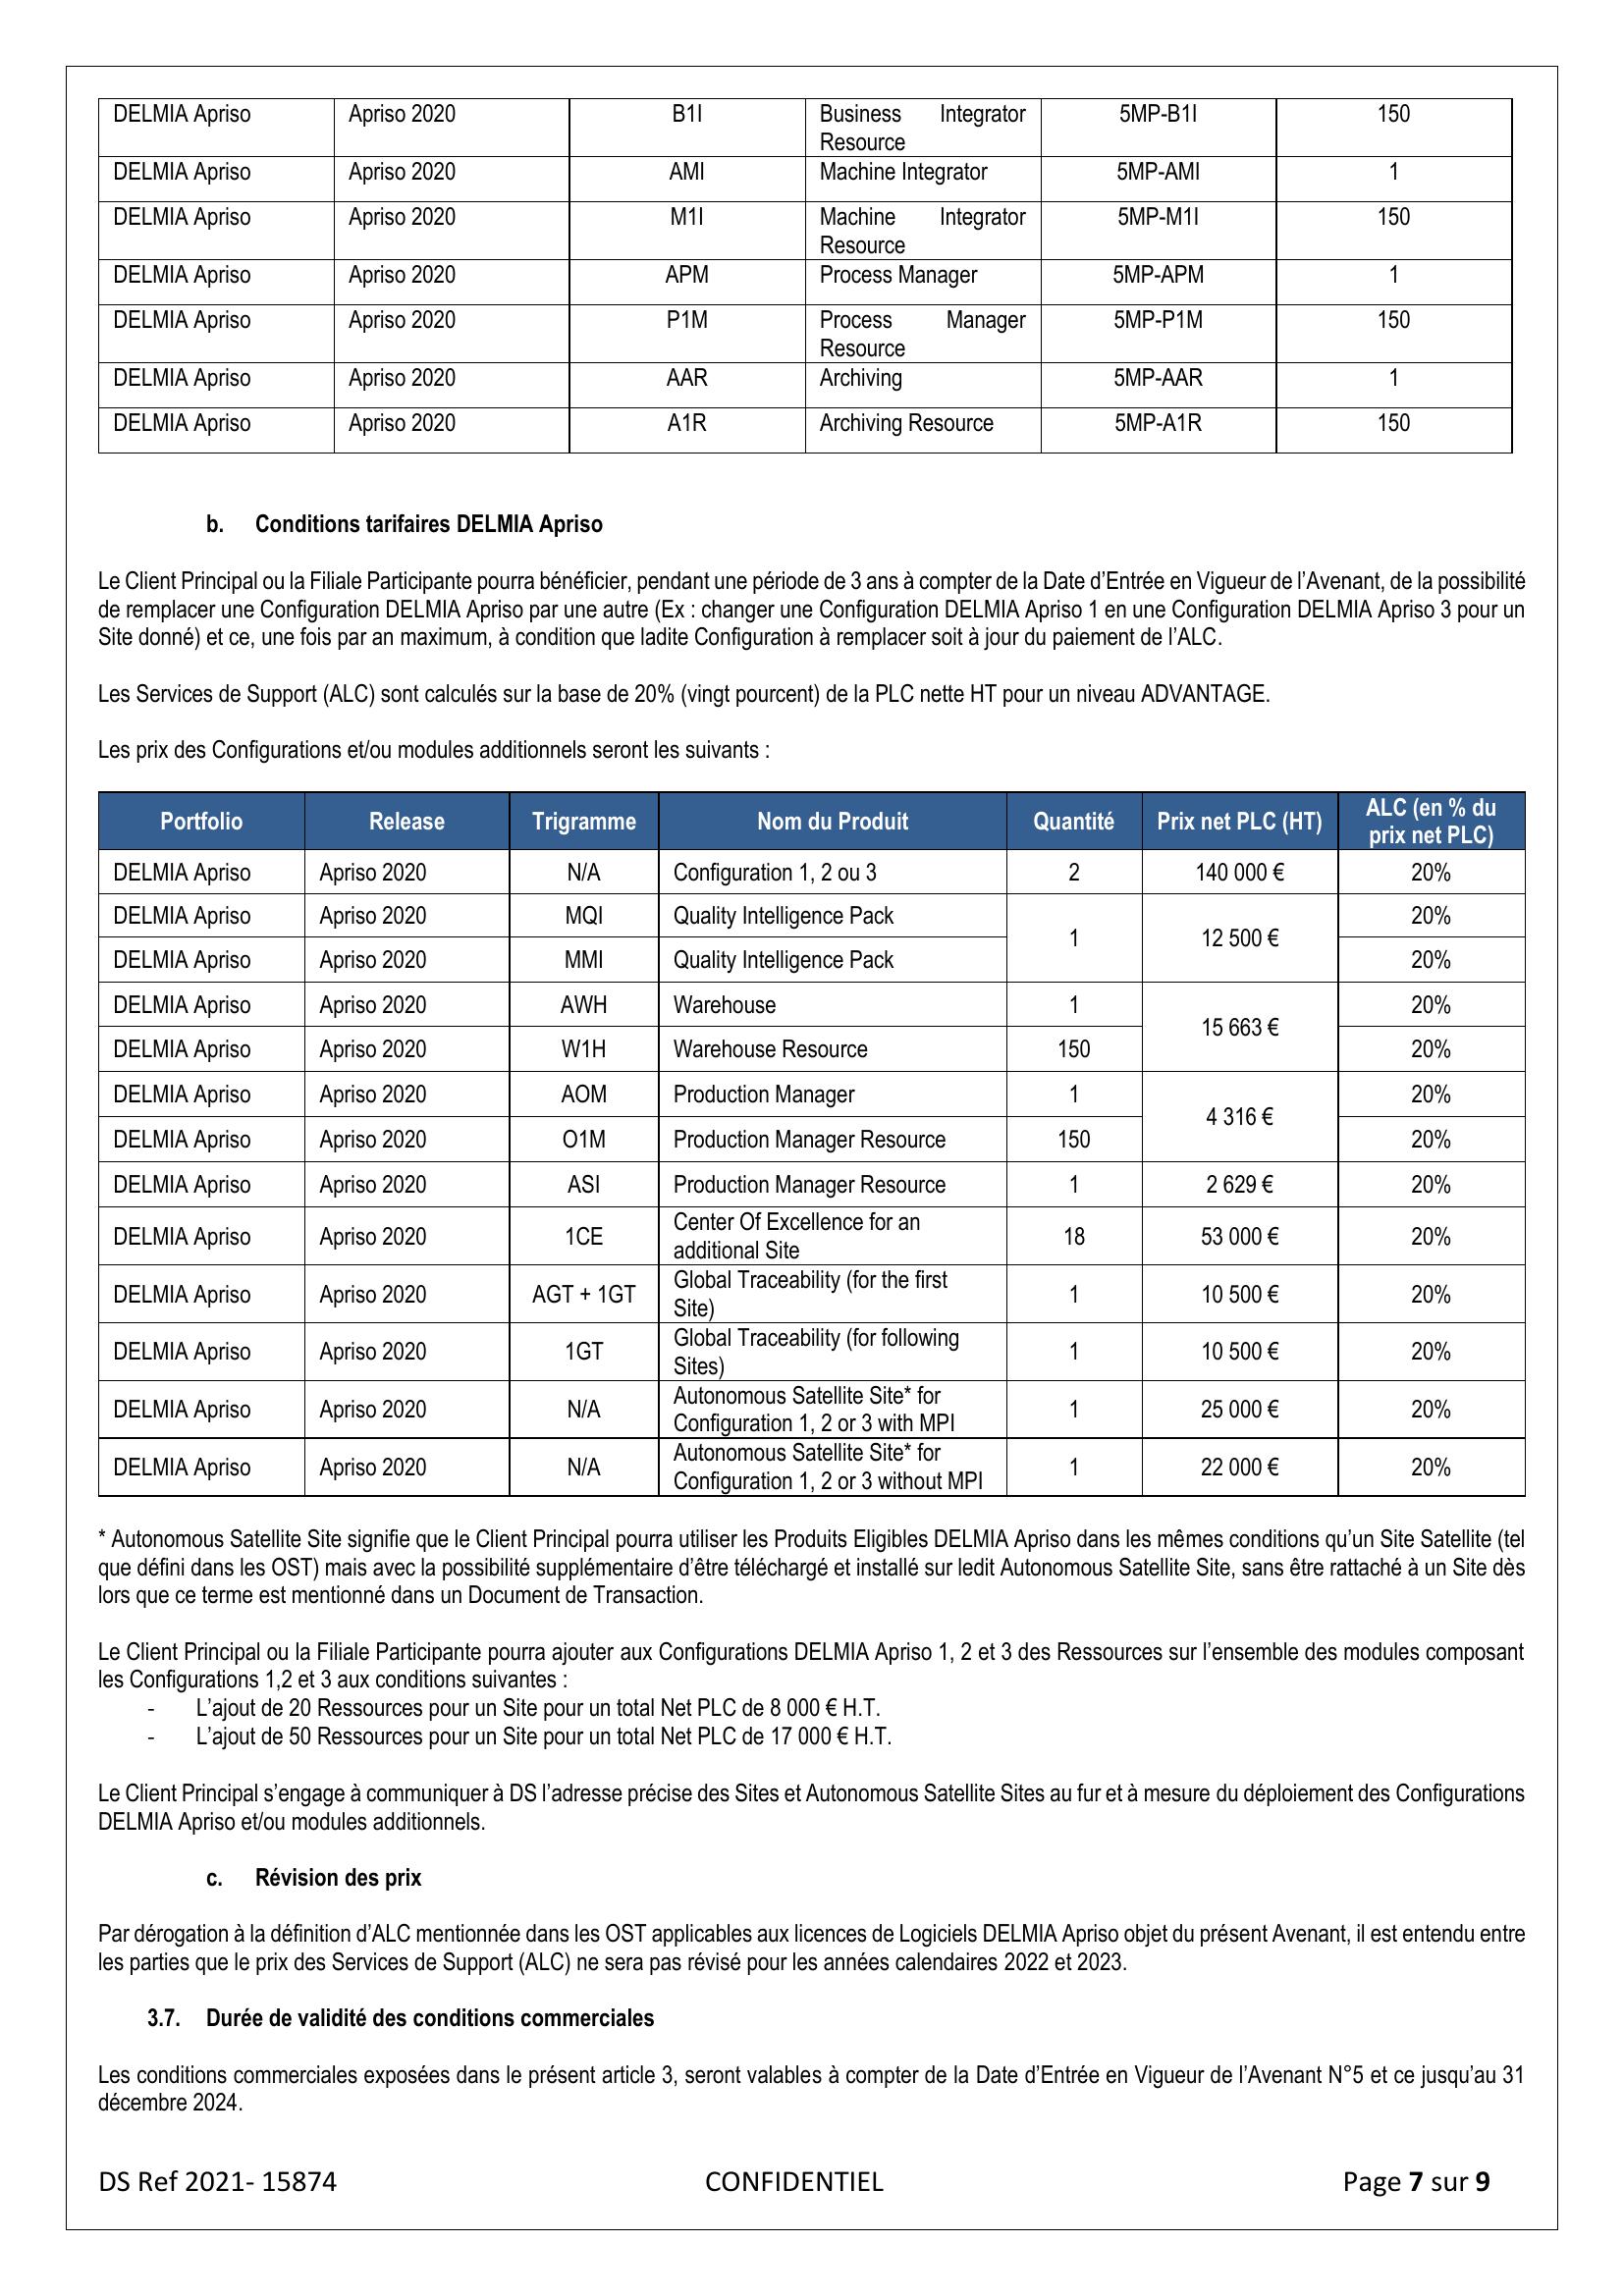 DELMIA Apriso Apriso 2020 B1I Business Integrator 5MP-B1I 150
Resource
DELMIA Apriso Apriso 2020 AMI Machine Integrator 5MP-AMI 1
DELMIA Apriso Apriso 2020 M1I Machine Integrator 5MP-M1I 150
Resource
DELMIA Apriso Apriso 2020 APM Process Manager 5MP-APM 1
DELMIA Apriso Apriso 2020 P1M Process Manager 5MP-P1M 150
Resource
DELMIA Apriso Apriso 2020 AAR Archiving 5MP-AAR 1
DELMIA Apriso Apriso 2020 A1R Archiving Resource 5MP-A1R 150
b. Conditions tarifaires DELMIA Apriso
Le Client Principal ou la Filiale Participante pourra bénéficier, pendant une période de 3 ans à compter de la Date d’Entrée en Vigueur de l’Avenant, de la possibilité
de remplacer une Configuration DELMIA Apriso par une autre (Ex : changer une Configuration DELMIA Apriso 1 en une Configuration DELMIA Apriso 3 pour un
Site donné) et ce, une fois par an maximum, à condition que ladite Configuration à remplacer soit à jour du paiement de l’ALC.
Les Services de Support (ALC) sont calculés sur la base de 20% (vingt pourcent) de la PLC nette HT pour un niveau ADVANTAGE.
Les prix des Configurations et/ou modules additionnels seront les suivants :
Portfolio Release Trigramme Nom du Produit Quantité Prix net PLC (HT) ALC (en % du
prix net PLC)
DELMIA Apriso Apriso 2020 N/A Configuration 1, 2 ou 3 2 140 000 € 20%
DELMIA Apriso Apriso 2020 MQI Quality Intelligence Pack 1 12 500 € 20%
DELMIA Apriso Apriso 2020 MMI Quality Intelligence Pack 20%
DELMIA Apriso Apriso 2020 AWH Warehouse 1 15 663 € 20%
DELMIA Apriso Apriso 2020 W1H Warehouse Resource 150 20%
DELMIA Apriso Apriso 2020 AOM Production Manager 1 4 316 € 20%
DELMIA Apriso Apriso 2020 O1M Production Manager Resource 150 20%
DELMIA Apriso Apriso 2020 ASI Production Manager Resource 1 2 629 € 20%
DELMIA Apriso Apriso 2020 1CE Center Of Excellence for an 18 53 000 € 20%
additional Site
DELMIA Apriso Apriso 2020 AGT + 1GT Global Traceability (for the first 1 10 500 € 20%
Site)
DELMIA Apriso Apriso 2020 1GT Global Traceability (for following 1 10 500 € 20%
Sites)
DELMIA Apriso Apriso 2020 N/A Autonomous Satellite Site* for 1 25 000 € 20%
Configuration 1, 2 or 3 with MPI
DELMIA Apriso Apriso 2020 N/A Autonomous Satellite Site* for 1 22 000 € 20%
Configuration 1, 2 or 3 without MPI
* Autonomous Satellite Site signifie que le Client Principal pourra utiliser les Produits Eligibles DELMIA Apriso dans les mêmes conditions qu’un Site Satellite (tel
que défini dans les OST) mais avec la possibilité supplémentaire d’être téléchargé et installé sur ledit Autonomous Satellite Site, sans être rattaché à un Site dès
lors que ce terme est mentionné dans un Document de Transaction.
Le Client Principal ou la Filiale Participante pourra ajouter aux Configurations DELMIA Apriso 1, 2 et 3 des Ressources sur l’ensemble des modules composant
les Configurations 1,2 et 3 aux conditions suivantes :
- L’ajout de 20 Ressources pour un Site pour un total Net PLC de 8 000 € H.T.
- L’ajout de 50 Ressources pour un Site pour un total Net PLC de 17 000 € H.T.
Le Client Principal s’engage à communiquer à DS l’adresse précise des Sites et Autonomous Satellite Sites au fur et à mesure du déploiement des Configurations
DELMIA Apriso et/ou modules additionnels.
c. Révision des prix
Par dérogation à la définition d’ALC mentionnée dans les OST applicables aux licences de Logiciels DELMIA Apriso objet du présent Avenant, il est entendu entre
les parties que le prix des Services de Support (ALC) ne sera pas révisé pour les années calendaires 2022 et 2023.
3.7. Durée de validité des conditions commerciales
Les conditions commerciales exposées dans le présent article 3, seront valables à compter de la Date d’Entrée en Vigueur de l’Avenant N°5 et ce jusqu’au 31
décembre 2024.
DS Ref 2021- 15874 CONFIDENTIEL Page 7 sur 9